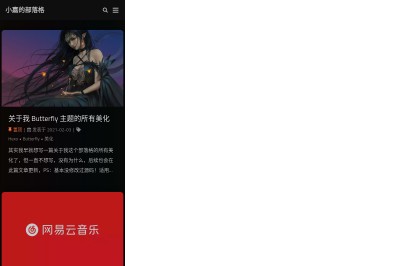 小嘉的部落格
关于我 Butterfly 主题的所有美化
置顶 | 发表于 2021-02-03 |
Hexo • Butterfly • 美化
其实我早就想写一篇关于我这个部落格的所有美
化了，但一直不想写，没有为什么，后续也会在
此篇文章更新，PS：基本没修改过源码！适用...
网易云音乐